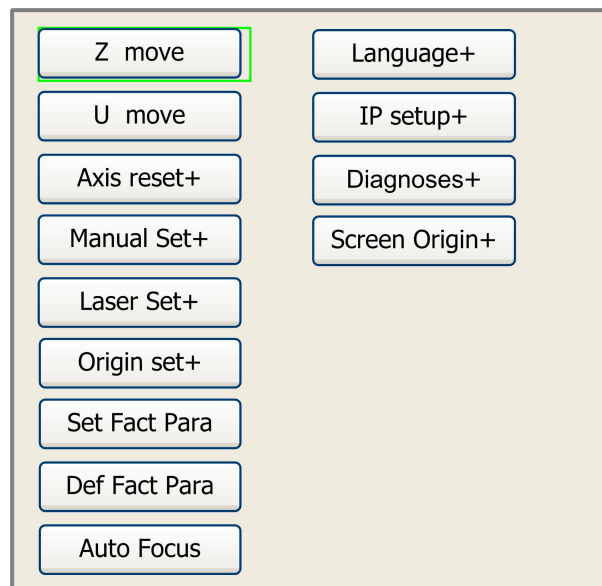 Z move
U move
Axis reset+
Manual Set+
Laser Set+
Origin set+
Set Fact Para
Def Fact Para
Auto Focus
Language+
IP setup+
Diagnoses+
Screen Origin+